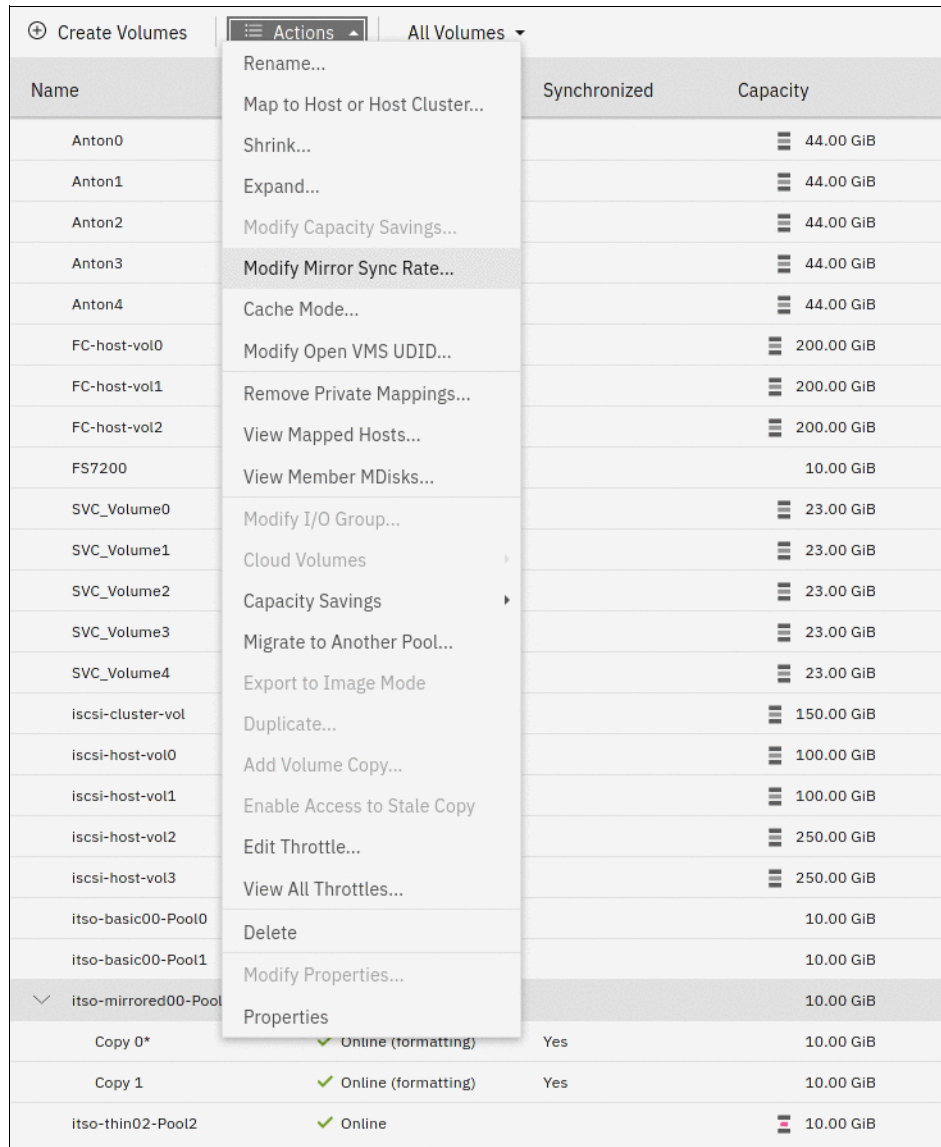 Create Volumes Actions All Volumes
Name Synchronized Capacity
Rename...
Map to Host or Host Cluster...
Shrink...
Expand...
Modify Capacity Savings...
Modify Mirror Sync Rate...
Cache Mode...
Modify Open VMS UDID...
Remove Private Mappings...
View Mapped Hosts...
View Member MDisks...
Modify I/O Group...
Cloud Volumes
Capacity Savings
Migrate to Another Pool...
Export to Image Mode
Duplicate...
Add Volume Copy...
Enable Access to Stale Copy
Edit Throttle...
View All Throttles...
Delete
Modify Properties...
Properties
Anton0 44.00 GiB
Anton1 44.00 GiB
Anton2 44.00 GiB
Anton3 44.00 GiB
Anton4 44.00 GiB
FC-host-vol0 200.00 GiB
FC-host-vol1 200.00 GiB
FC-host-vol2 200.00 GiB
FS7200 10.00 GiB
SVC_Volume0 23.00 GiB
SVC_Volume1 23.00 GiB
SVC_Volume2 23.00 GiB
SVC_Volume3 23.00 GiB
SVC_Volume4 23.00 GiB
iscsi-cluster-vol 150.00 GiB
iscsi-host-vol0 100.00 GiB
iscsi-host-vol1 100.00 GiB
iscsi-host-vol2 250.00 GiB
iscsi-host-vol3 250.00 GiB
itso-basic00-Pool0 10.00 GiB
itso-basic00-Pool1 10.00 GiB
itso-mirrored00-Pool 10.00 GiB
Copy 0* Online (formatting) Yes 10.00 GiB
Copy 1 Online (formatting) Yes 10.00 GiB
itso-thin02-Pool2 Online 10.00 GiB